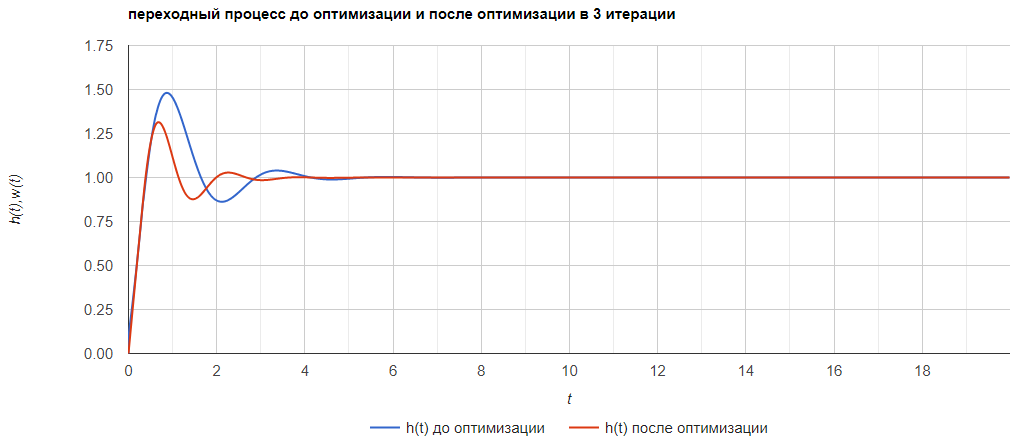 переходный процесс до оптимизации и после оптимизации в 3 итерации
1.75
1.50
1.25
1.00
0.75
0.50
0.25
0.00
h(t),w(t)
0 2 4 6 8 10 12 14 16 18
t
h(t) до оптимизации h(t) после оптимизации